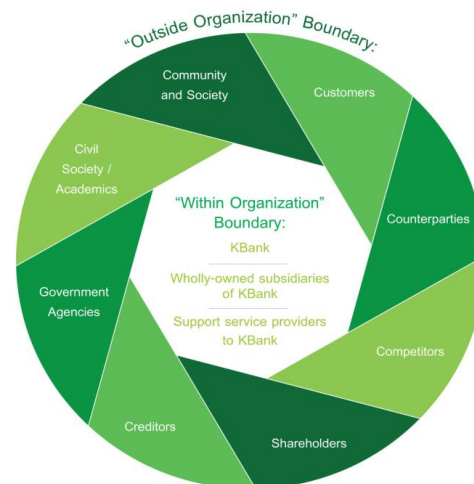 “Outside Organization” Boundary:
Community
and Society
Customers
Civil
Society /
Academics
Counterparties
“Within Organization”
Boundary:
KBank
Wholly-owned subsidiaries
of KBank
Support service providers
to KBank
Government
Agencies
Competitors
Creditors
Shareholders